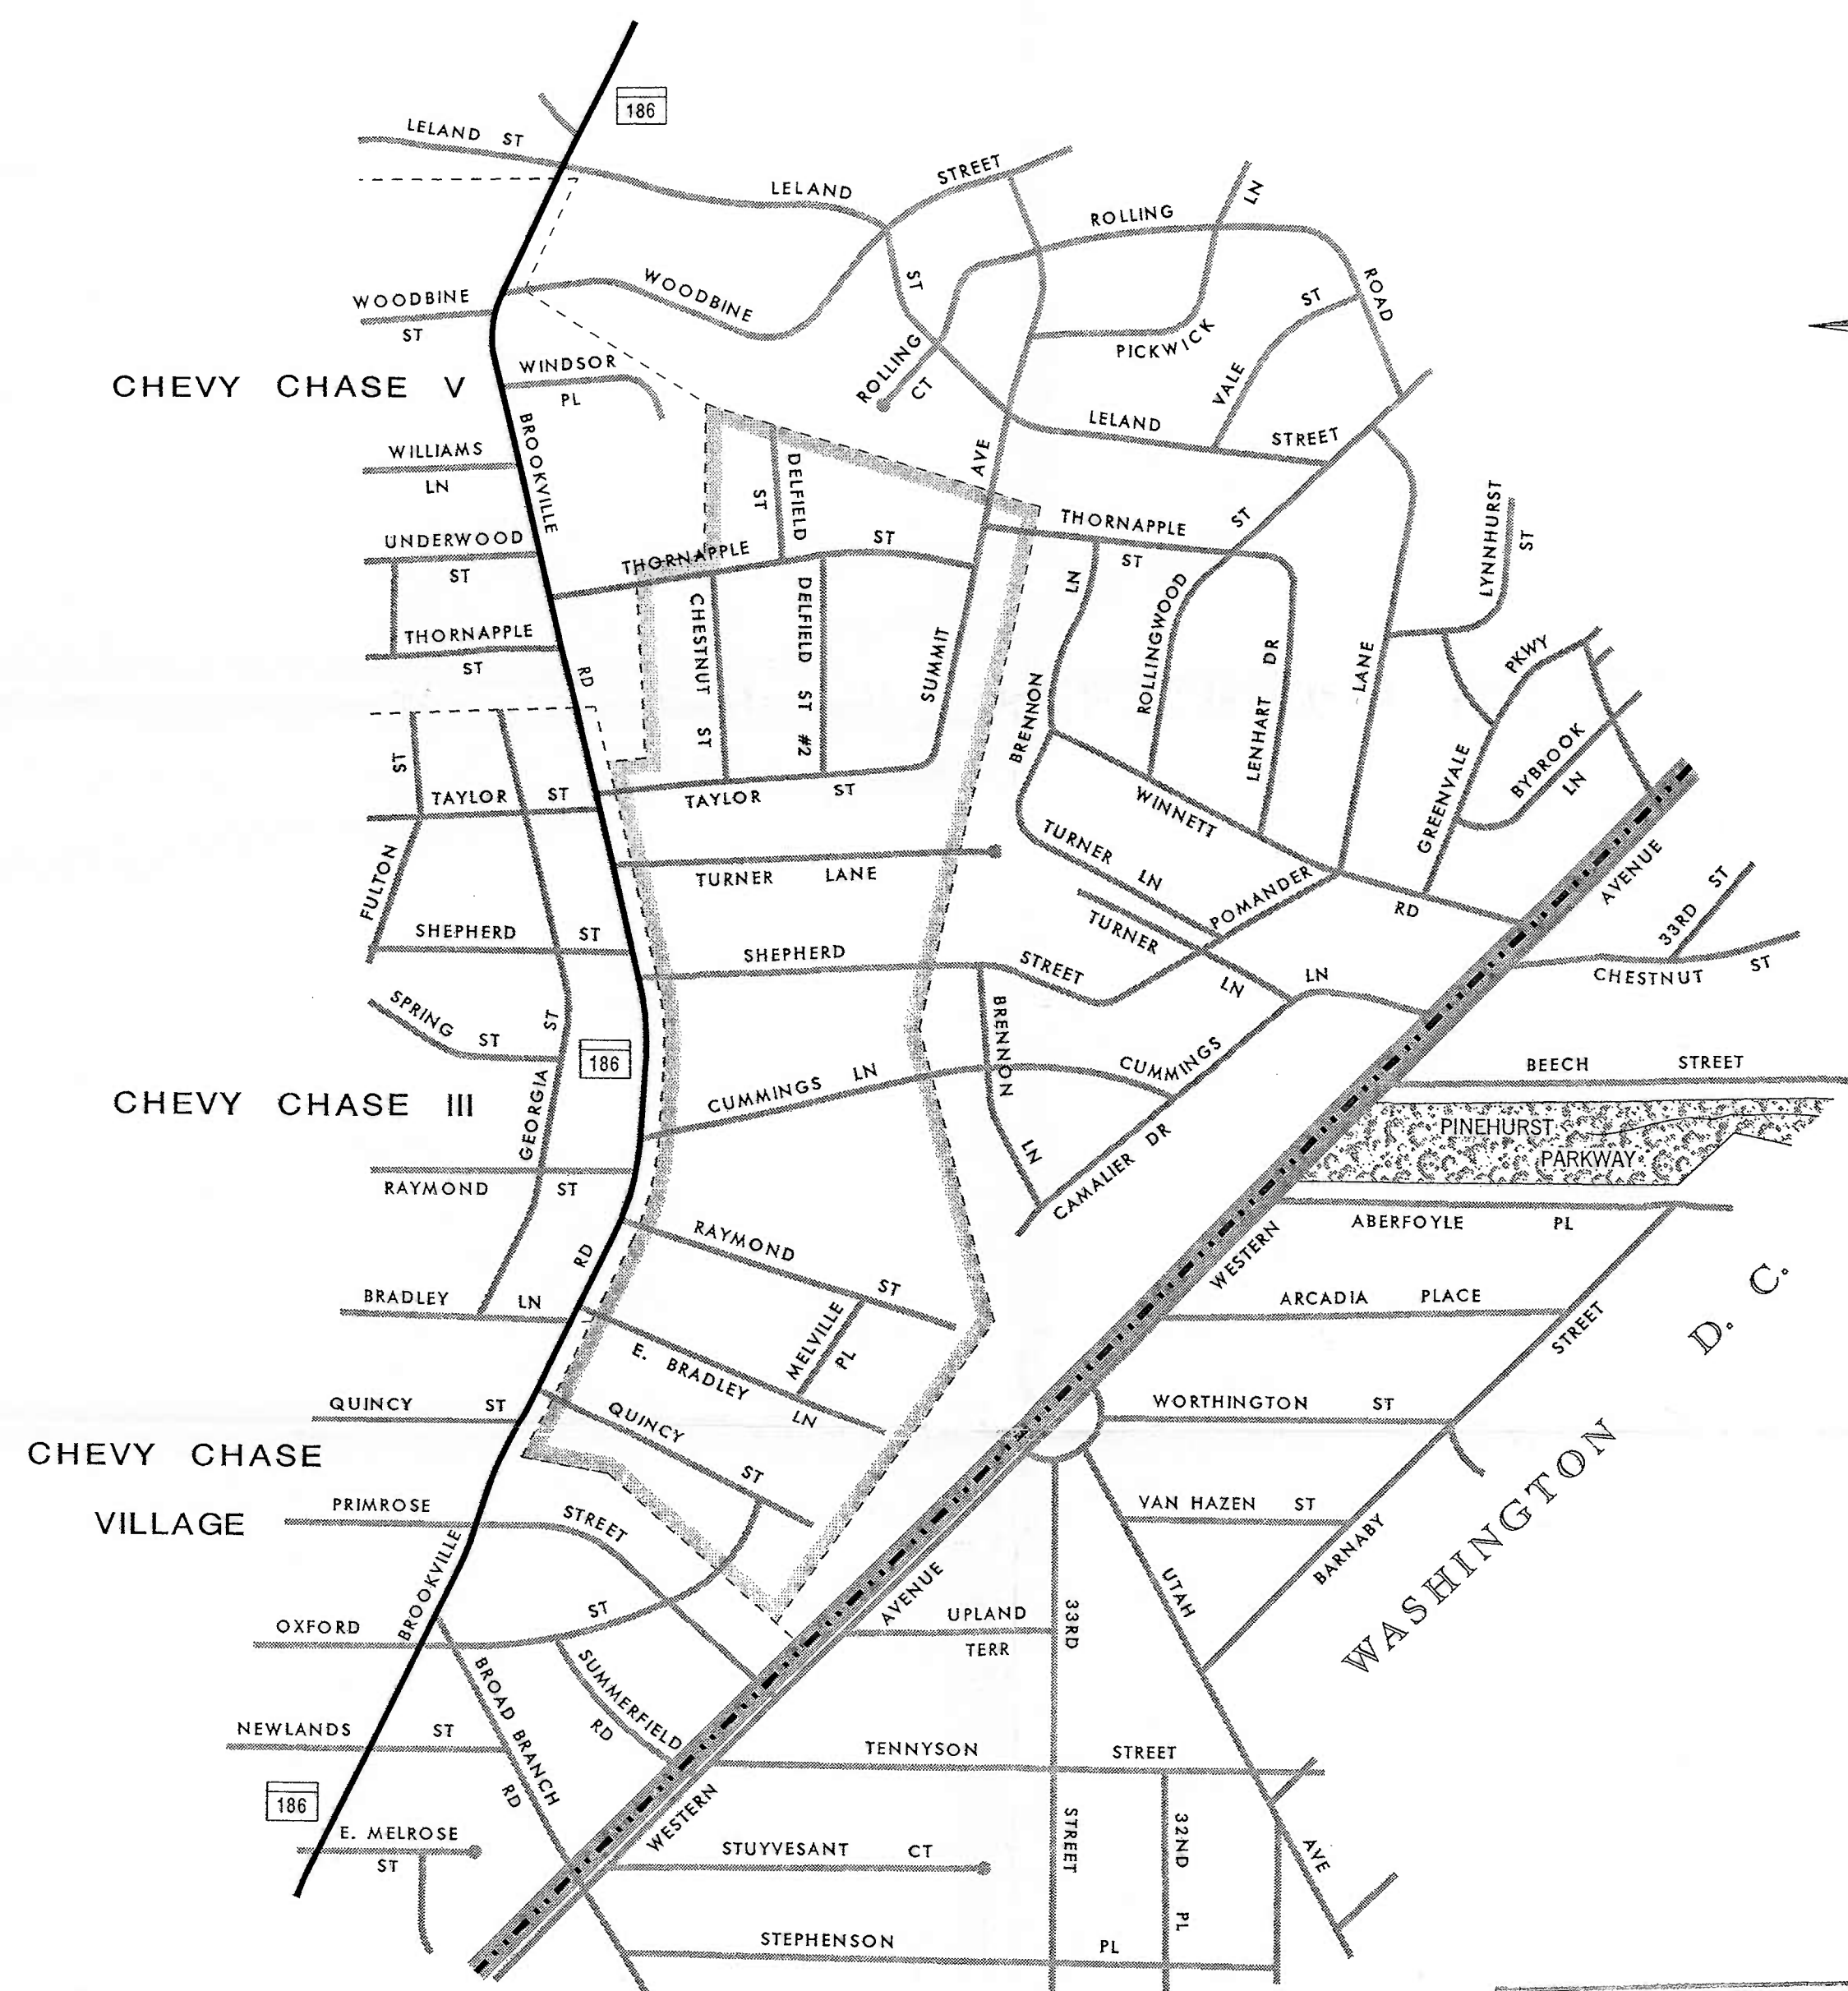 186
LELAND ST
STREET
LELAND
LN
ROLLING
ST
WOODBINE
ROAD
WOODBINE
ST
ST
ROLLING
CT
PICKWICK
CHEVY CHASE V
WINDSOR
PL
VALE
BROOKVILLE
LELAND
STREET
WILLIAMS
LN
AVE
DELFIELD
ST
LYNNHURST
ST
UNDERWOOD
ST
THORNAPPLE
ST
THORNAPPLE
ST
ST
LN
CHESTNUT
ST
DELFIELD ST #2
ROLLINGWOOD
THORNAPPLE
ST
RD
SUMMIT
DR
LENHART
LANE
PKWY
BRENNON
ST
TAYLOR ST
TAYLOR ST
WINNETT
GREENVALE
BYBROOK
LN
FULTON
TURNER LANE
TURNER
LN
POMANDER
RD
AVENUE
33RD
ST
SHEPHERD ST
SHEPHERD
STREET
TURNER
LN
LN
CHESTNUT ST
SPRING
ST
ST
186
BRENNON
LN
CUMMINGS LN
CUMMINGS
BEECH STREET
CHEVY CHASE III
GEORGIA
PINEHURST
PARKWAY
RAYMOND ST
CAMALIER DR
ABERFOYLE PL
RD
RAYMOND
ST
WESTERN
BRADLEY LN
MELVILLE
PL
ARCADIA PLACE
STREET
E. BRADLEY
LN
QUINCY ST
QUINCY
ST
WORTHINGTON ST
WASHINGTON D. C.
CHEVY CHASE
VILLAGE
PRIMROSE
STREET
VAN HAZEN ST
BARNABY
BROOKVILLE
AVENUE
UTAH
OXFORD
ST
UPLAND
TERR
33RD
SUMMERFIELD
RD
BROAD BRANCH
RD
NEWLANDS ST
TENNYSON STREET
186
WESTERN
E. MELROSE
ST
STUYVESANT CT
STREET
32ND
PL
AVE
STEPHENSON PL